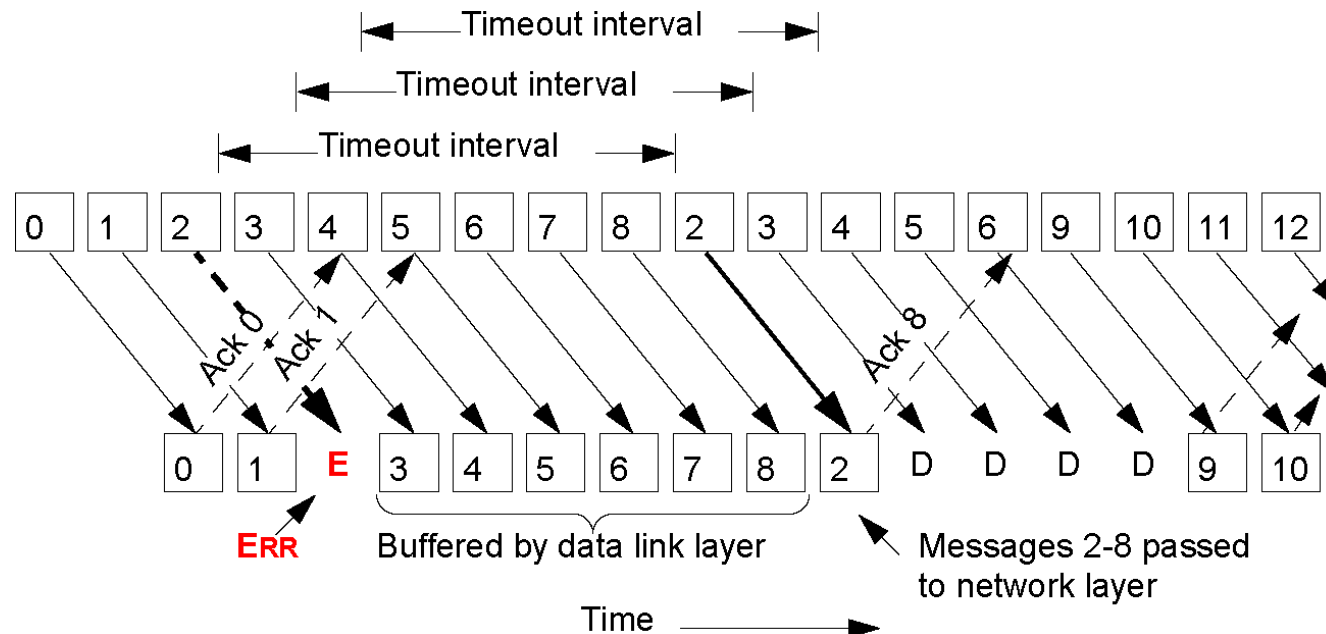 Timeout interval
Timeout interval
Timeout interval
0 1 2 3 4 5 6 7 8 2 3 4 5 6 9 10 11 12
Ack 0 Ack 1 Ack 8
0 1 E 3 4 5 6 7 8 2 D D D D 9 10
ERR Buffered by data link layer Messages 2-8 passed
to network layer
Time